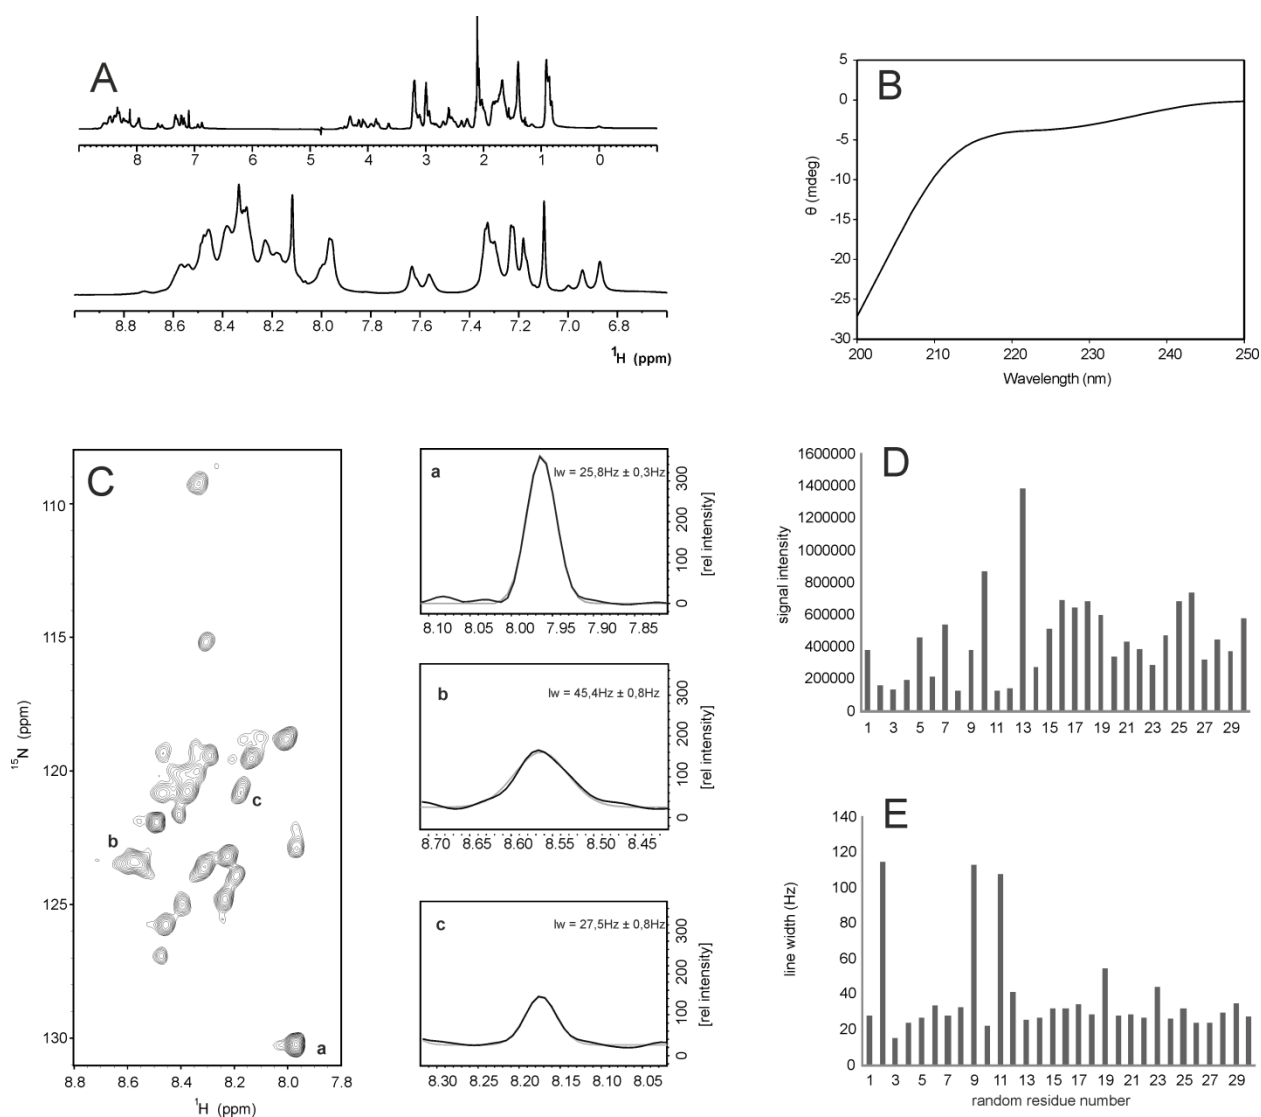 A
8 7 6 5 4 3 2 1 0
8.8 8.6 8.4 8.2 8.0 7.8 7.6 7.4 7.2 7.0 6.8
1H (ppm)
B
5
0
-5
-10
-15
-20
-25
-30
θ (mdeg)
200 210 220 230 240 250
Wavelength (nm)
C
110
115
120
125
130
15N (ppm)
b
c
a
8.8 8.6 8.4 8.2 8.0 7.8
1H (ppm)
a
lw = 25,8Hz ± 0,3Hz
300
200
100
0
[rel intensity]
8.10 8.05 8.00 7.95 7.90 7.85
b
lw = 45,4Hz ± 0,8Hz
300
200
100
0
[rel intensity]
8.70 8.65 8.60 8.55 8.50 8.45
c
lw = 27,5Hz ± 0,8Hz
300
200
100
0
[rel intensity]
8.30 8.25 8.20 8.15 8.10 8.05
D
1600000
1400000
1200000
1000000
800000
600000
400000
200000
0
signal intensity
1 3 5 7 9 11 13 15 17 19 21 23 25 27 29
E
140
120
100
80
60
40
20
0
line width (Hz)
1 3 5 7 9 11 13 15 17 19 21 23 25 27 29
random residue number